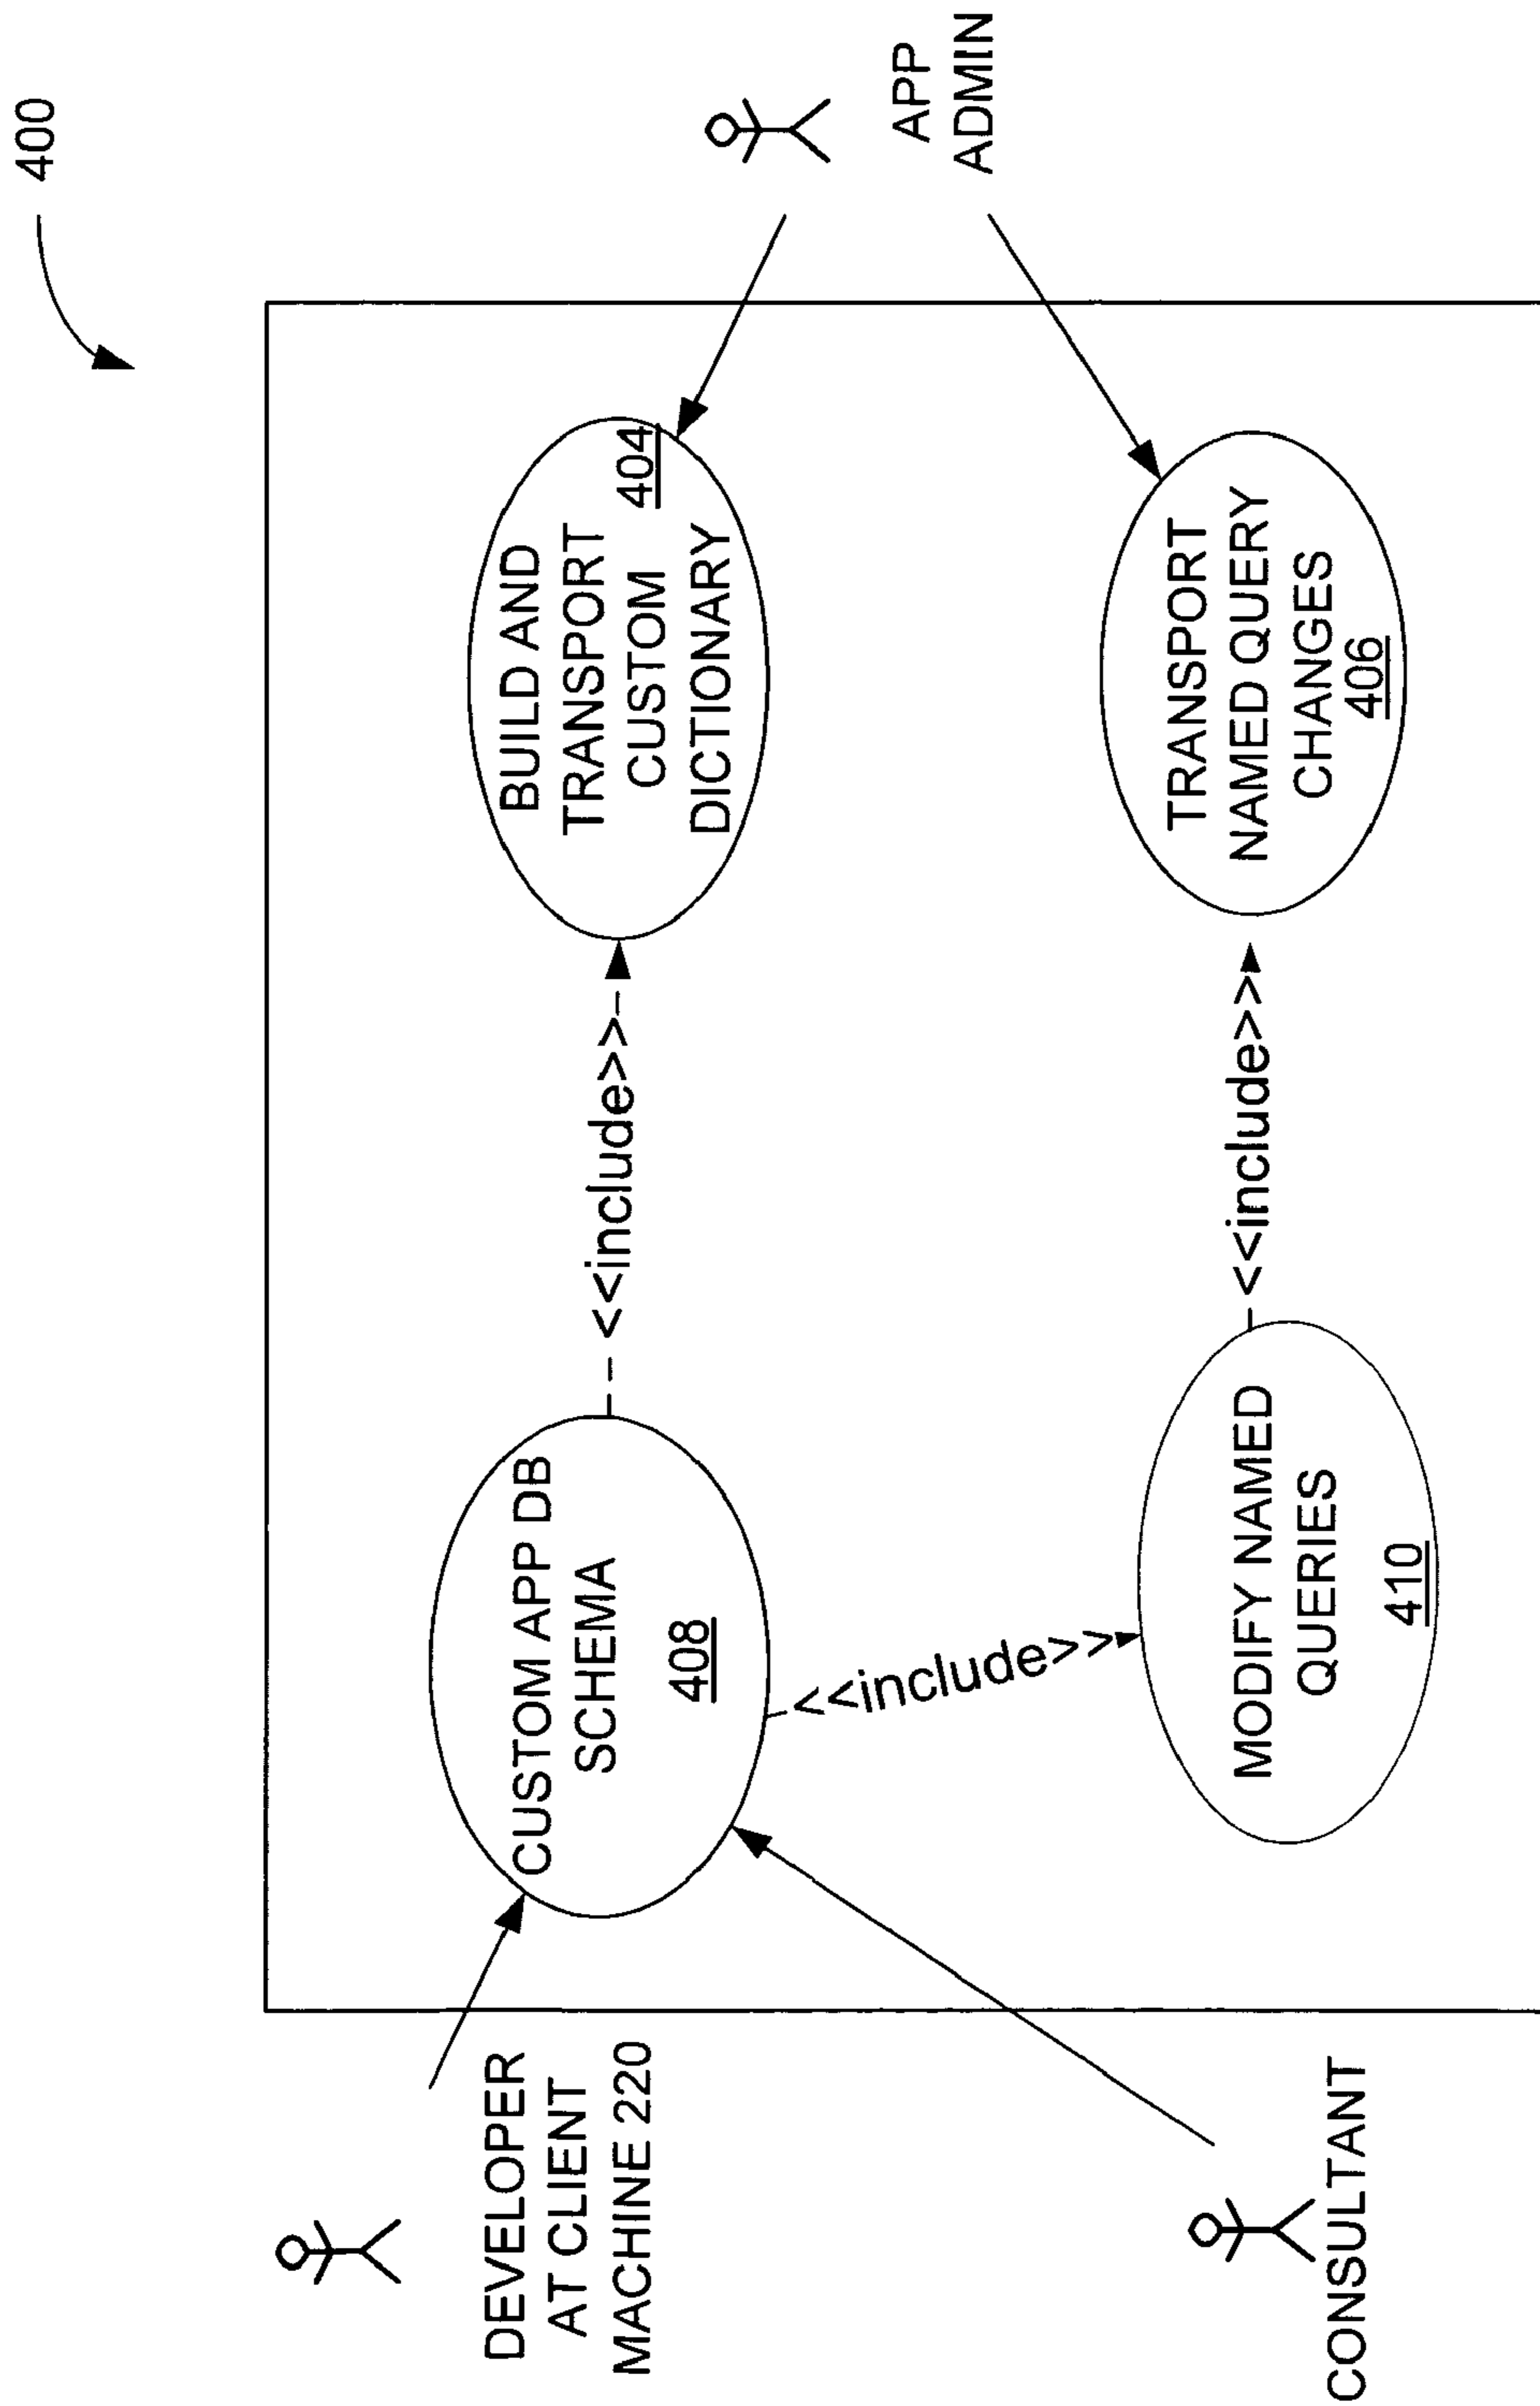 400
BUILD AND
TRANSPORT
CUSTOM
404
DICTIONARY
APP
ADMIN
TRANSPORT
NAMED QUERY
CHANGES
406
<<include>>
<<include>>
CUSTOM APP DB
SCHEMA
408
<<include>>
MODIFY NAMED
QUERIES
410
DEVELOPER
AT CLIENT
MACHINE 220
CONSULTANT